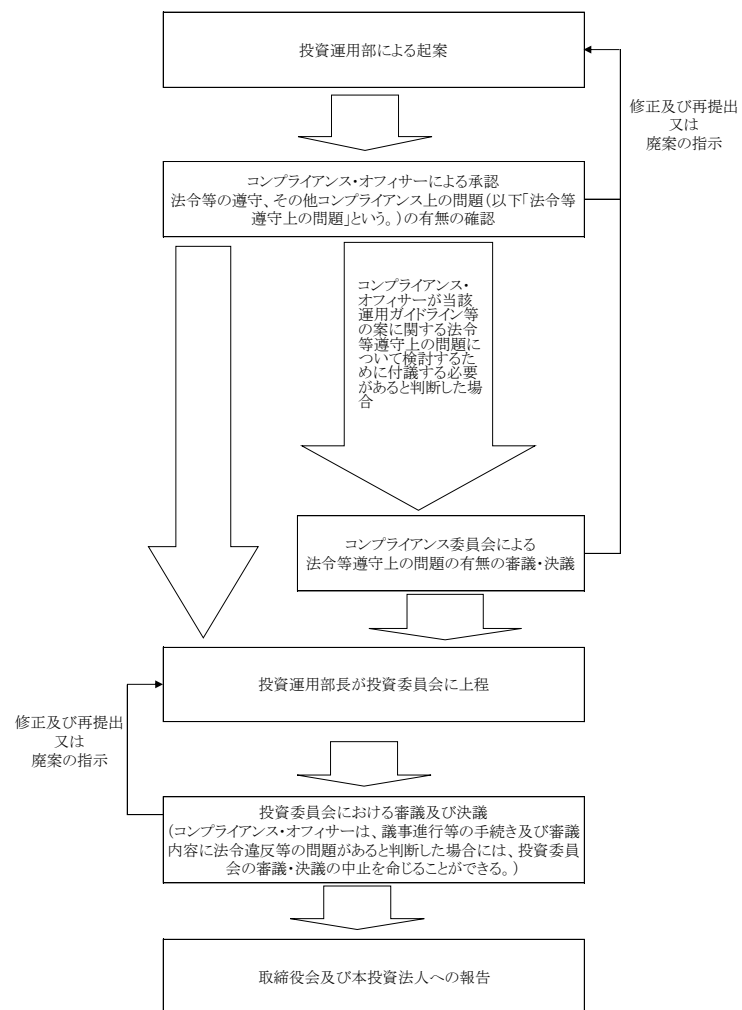 投資運用部による起案
修正及び再提出
又は
廃案の指示
コンプライアンス・オフィサーによる承認
法令等の遵守、その他コンプライアンス上の問題(以下「法令等
遵守上の問題」という。)の有無の確認
コンプライアンス・
オフィサーが当該
運用ガイドライン等
の案に関する法令
等遵守上の問題に
ついて検討するた
めに付議する必要
があると判断した場
合
コンプライアンス委員会による
法令等遵守上の問題の有無の審議・決議
投資運用部長が投資委員会に上程
修正及び再提出
又は
廃案の指示
投資委員会における審議及び決議
(コンプライアンス・オフィサーは、議事進行等の手続き及び審議
内容に法令違反等の問題があると判断した場合には、投資委員
会の審議・決議の中止を命じることができる。)
取締役会及び本投資法人への報告